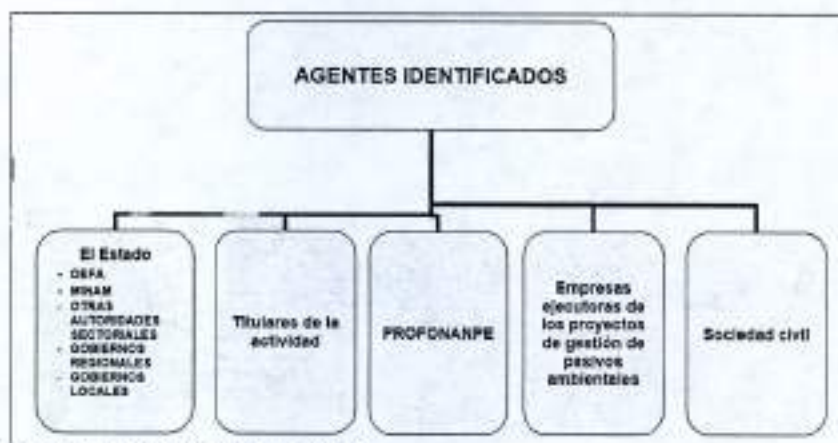 AGENTES IDENTIFICADOS
El Estado
- OEFA
- MINAM
- OTRAS
AUTORIDADES
SECTORIALES
- GOBIERNOS
REGIONALES
- GOBIERNOS
LOCALES
Titulares de la
actividad
PROFONANPE
Empresas
ejecutoras de
los proyectos
de gestión de
pasivos
ambientales
Sociedad civil